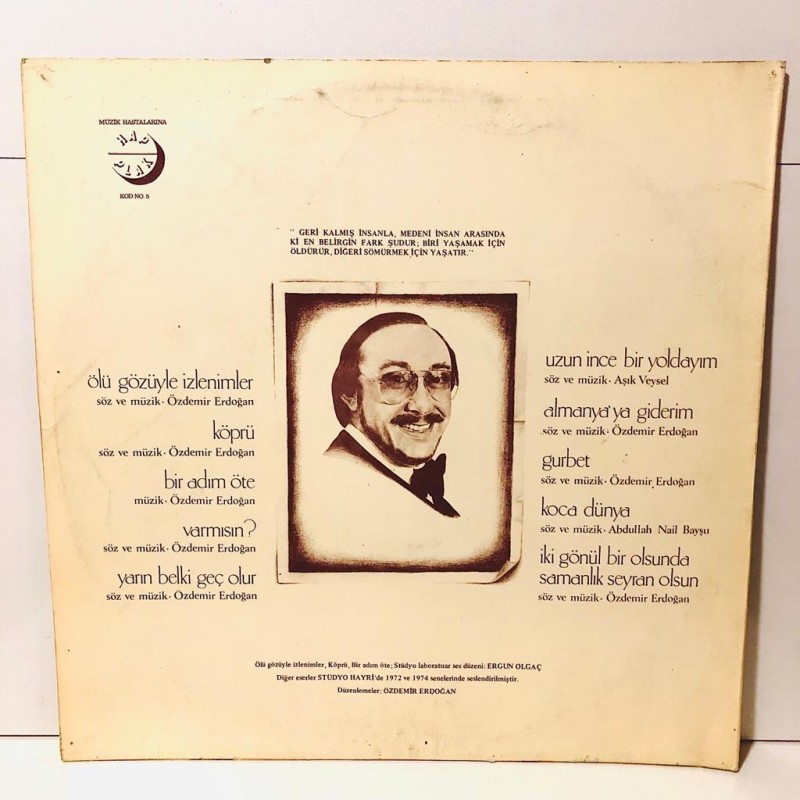 MÜZİK HASTALARINA
HAP
PLAK
KOD NO. 5
" GERİ KALMIŞ İNSANLA, MEDENİ İNSAN ARASINDA
Kİ EN BELİRGİN FARK ŞUDUR; BİRİ YAŞAMAK İÇİN
ÖLDÜRÜR, DİĞERİ SÖMÜRMEK İÇİN YAŞATIR."
ölü gözüyle izlenimler
söz ve müzik · Özdemir Erdoğan
köprü
söz ve müzik · Özdemir Erdoğan
bir adım öte
müzik · Özdemir Erdoğan
varmısın?
söz ve müzik · Özdemir Erdoğan
yarın belki geç olur
söz ve müzik · Özdemir Erdoğan
uzun ince bir yoldayım
söz ve müzik · Aşık Veysel
almanya'ya giderim
söz ve müzik · Özdemir Erdoğan
gurbet
söz ve müzik · Özdemir Erdoğan
koca dünya
söz ve müzik · Abdullah Nail Bayşu
iki gönül bir olsunda
samanlık seyran olsun
söz ve müzik · Özdemir Erdoğan
Ölü gözüyle izlenimler, Köprü, Bir adım öte; Stüdyo laboratuar ses düzeni: ERGUN OLGAÇ
Diğer eserler STÜDYO HAYRİ'de 1972 ve 1974 senelerinde seslendirilmiştir.
Düzenlemeler: ÖZDEMİR ERDOĞAN